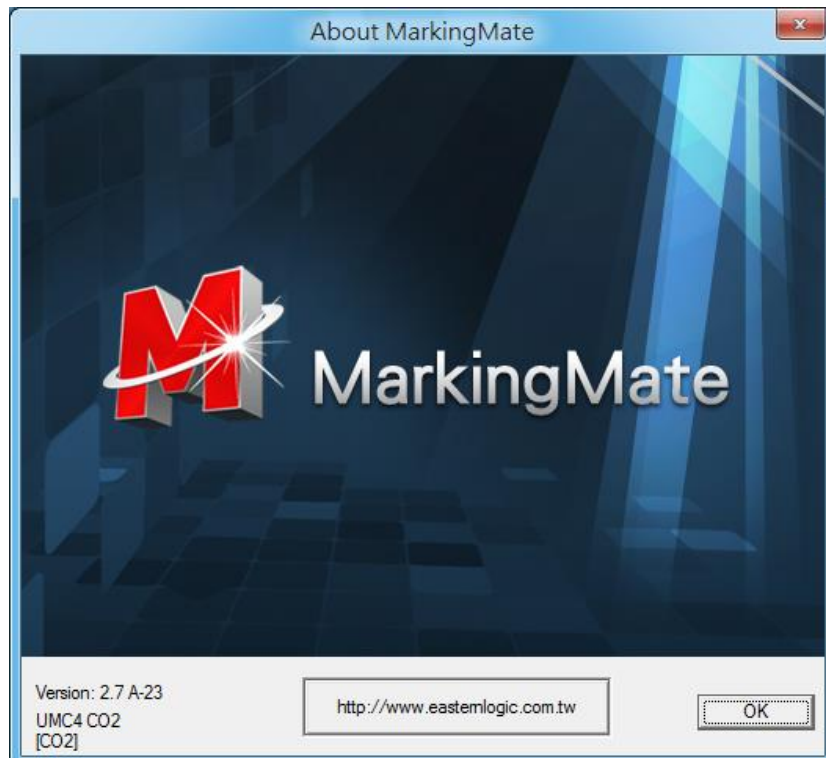 About MarkingMate
MarkingMate
Version: 2.7 A-23
UMC4 CO2
[CO2]
http://www.easternlogic.com.tw
OK